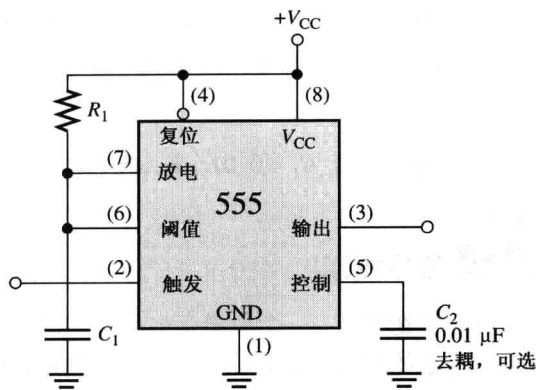 +VCC
(4)
(8)
R1
复位
VCC
(7)
放电
555
(6)
阈值
输出
(3)
(2)
触发
控制
(5)
GND
C1
(1)
C2
0.01 μF
去耦，可选